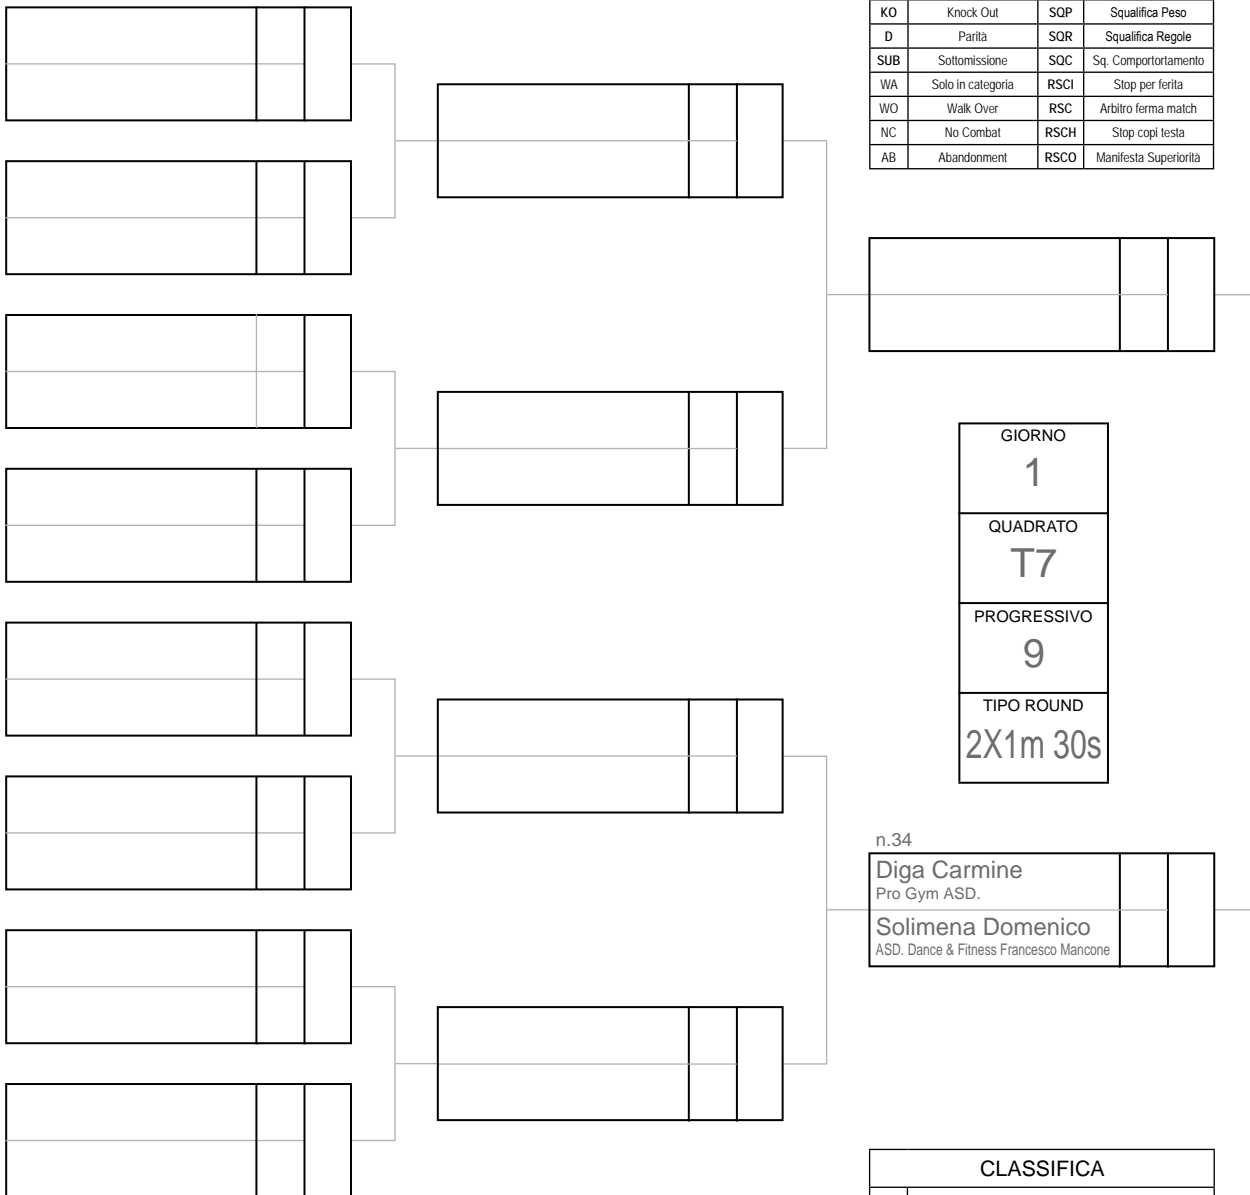 KO Knock Out SQP Squalifica Peso
D Parità SQR Squalifica Regole
SUB Sottomissione SQC Sq. Comportortamento
WA Solo in categoria RSCI Stop per ferita
WO Walk Over RSC Arbitro ferma match
NC No Combat RSCH Stop copi testa
AB Abandonment RSCO Manifesta Superiorità
GIORNO
1
QUADRATO
T7
PROGRESSIVO
9
TIPO ROUND
2X1m 30s
n.34
Diga Carmine
Pro Gym ASD.
Solimena Domenico
ASD. Dance & Fitness Francesco Mancone
CLASSIFICA